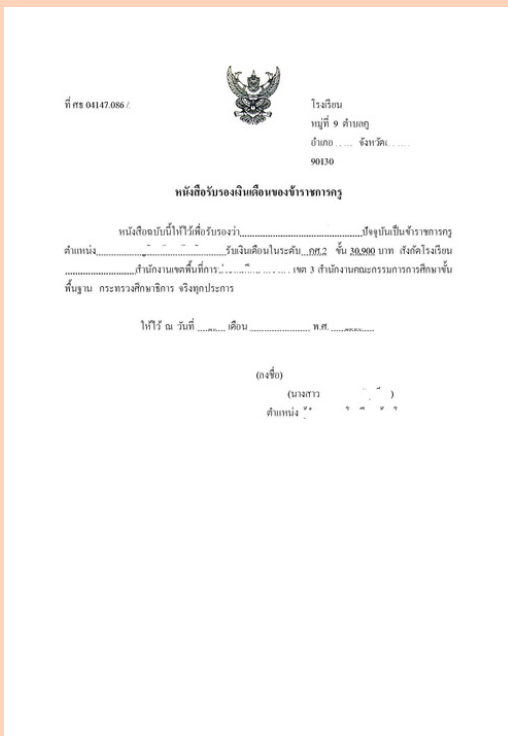 ที่ ศธ 04147.086 /
โรงเรียน
หมู่ที่ 9 ตำบลคู
อำเภอ ..... จังหวัด
90130
หนังสือรับรองเงินเดือนของข้าราชการครู
หนังสือฉบับนี้ให้ไว้เพื่อรับรองว่า...............ปัจจุบันเป็นข้าราชการครู
ตำแหน่ง...............รับเงินเดือนในระดับ คศ.2 ชั้น 30,900 บาท สังกัดโรงเรียน
...............สำนักงานเขตพื้นที่การ............... เขต 3 สำนักงานคณะกรรมการการศึกษาขั้น
พื้นฐาน กระทรวงศึกษาธิการ จริงทุกประการ
ให้ไว้ ณ วันที่ ........ เดือน ............... พ.ศ. ............
(ลงชื่อ)
(นางสาว )
ตำแหน่ง